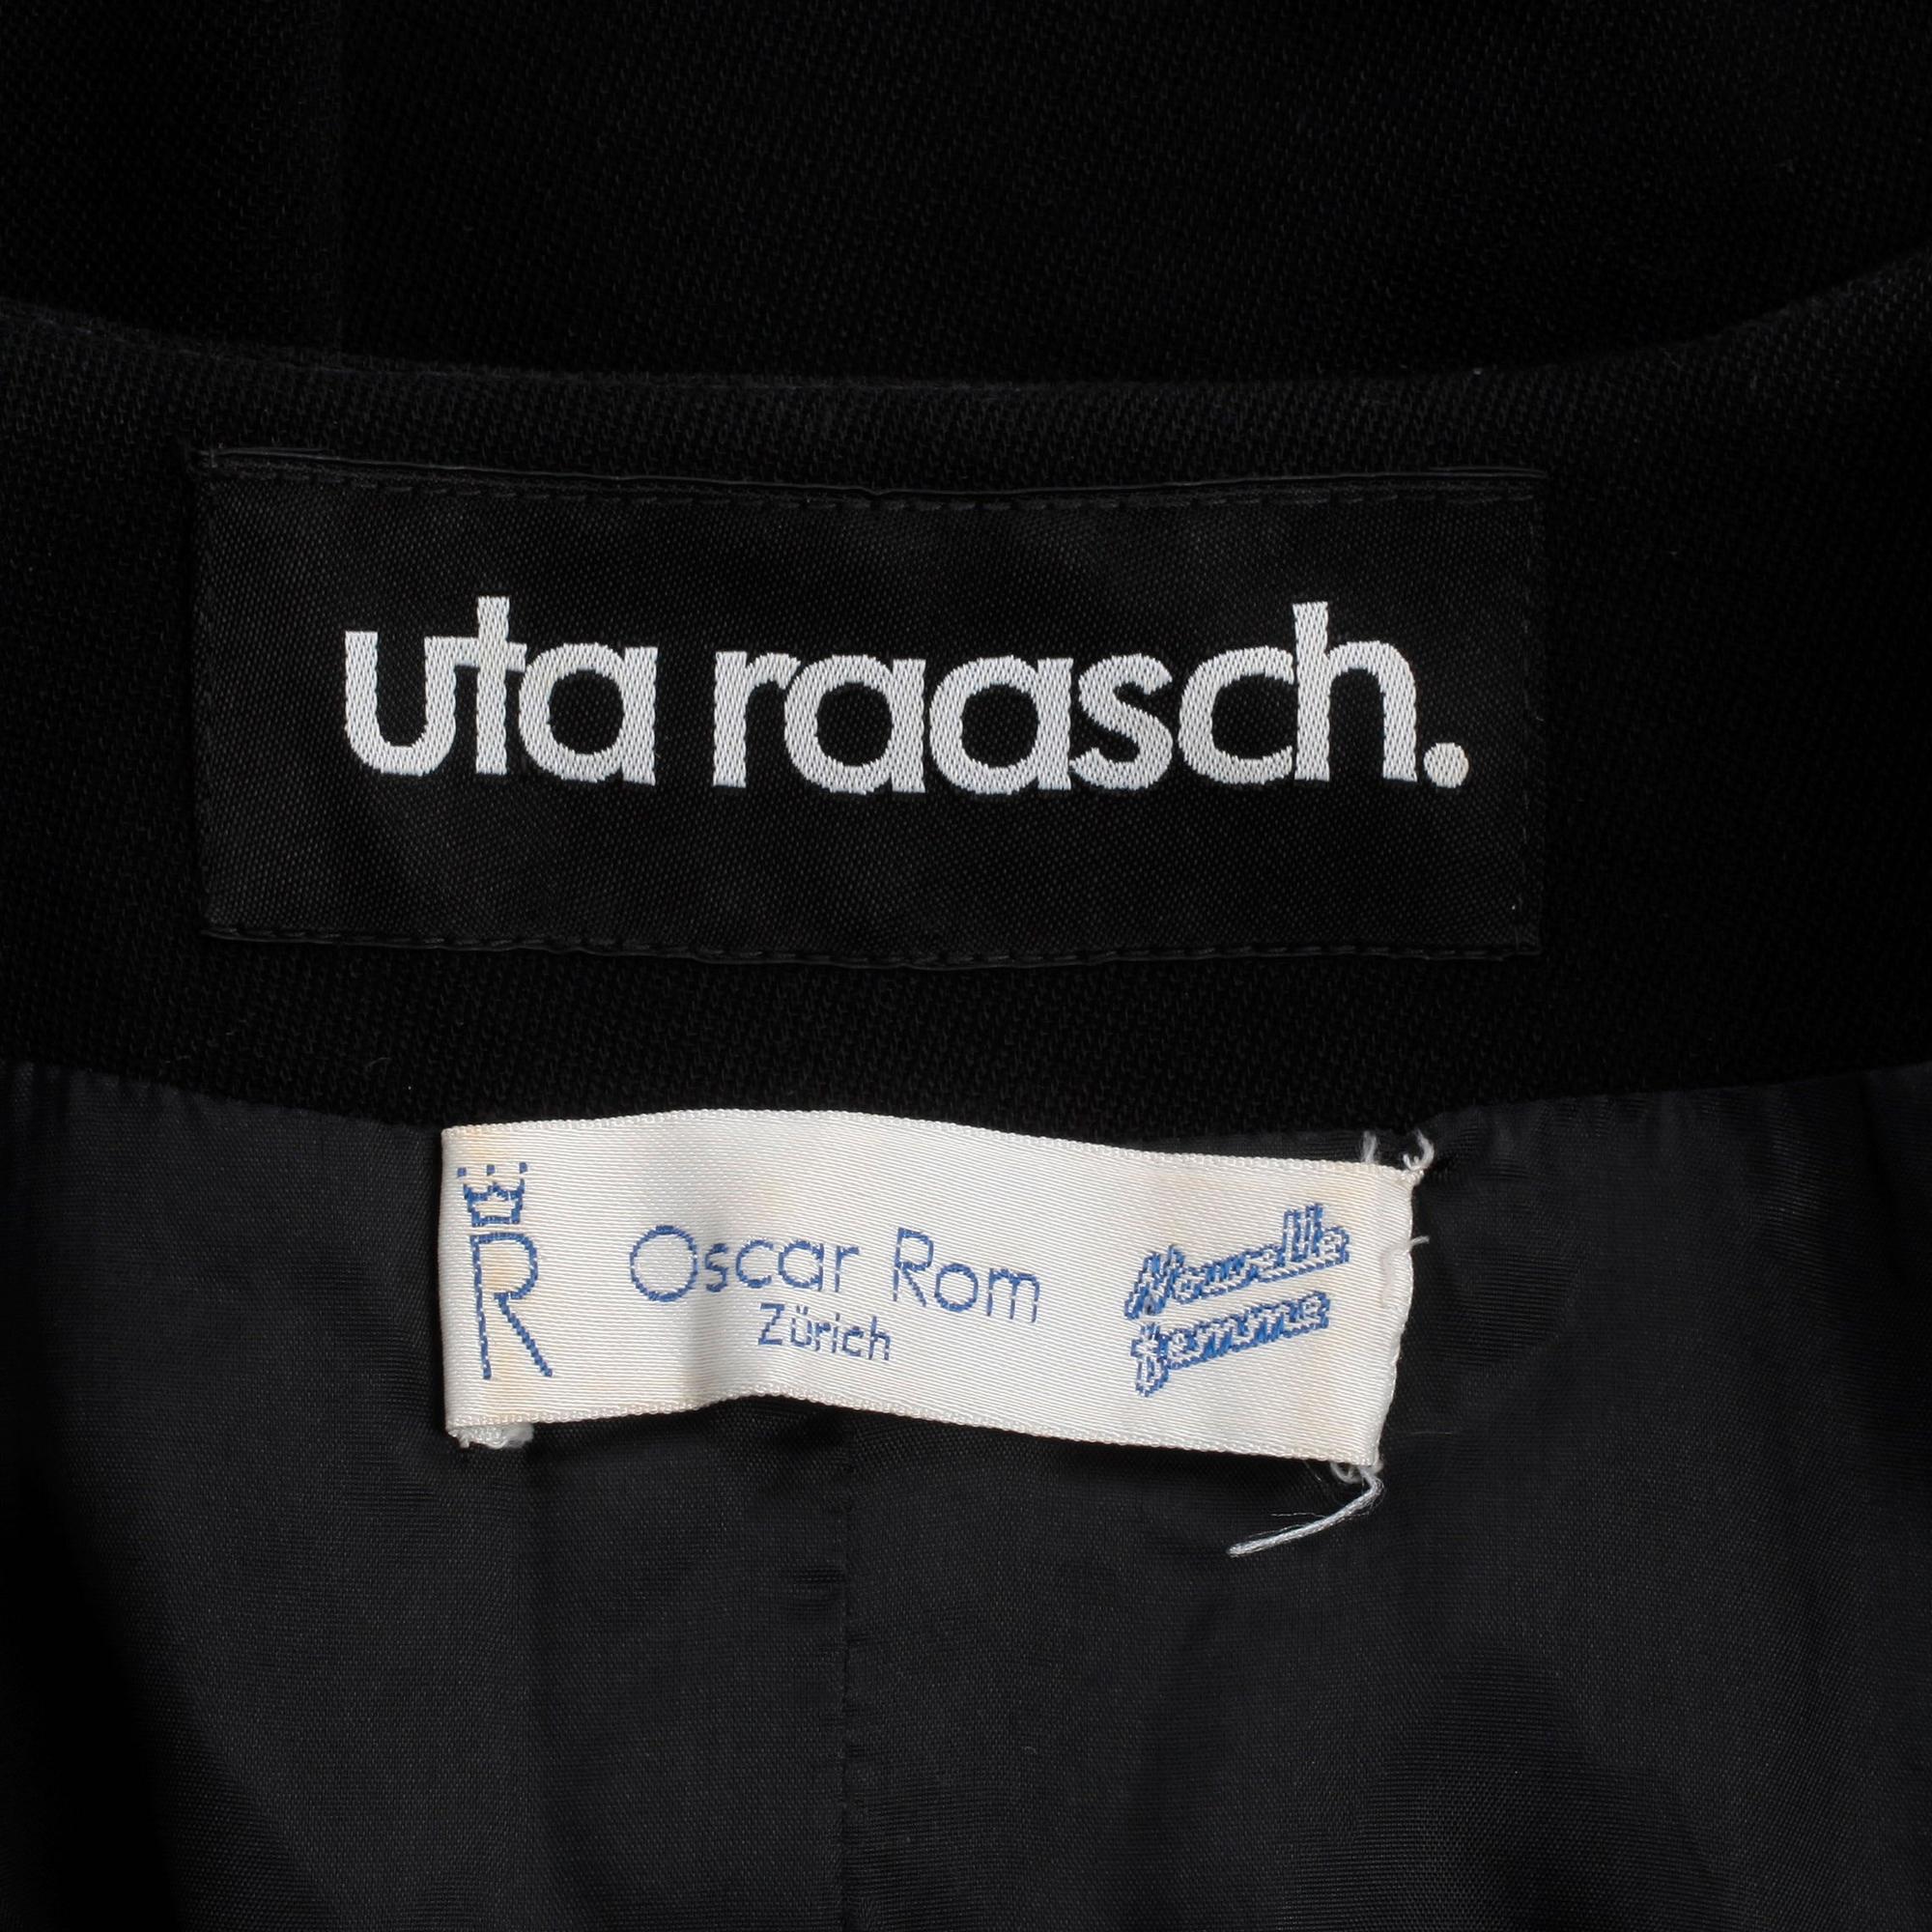 uta raasch.
R
Oscar Rom
Zürich
Nouvelle
femme